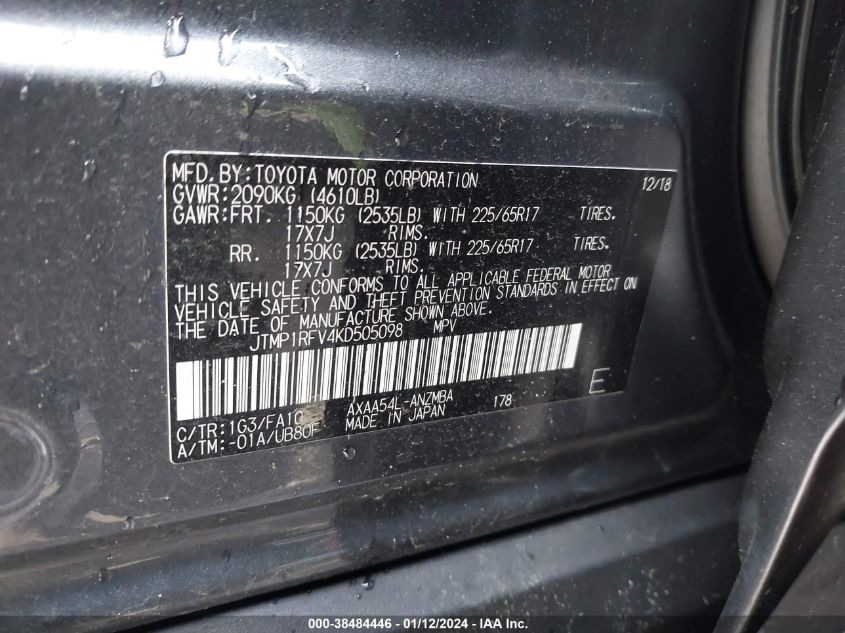 MFD. BY: TOYOTA MOTOR CORPORATION 12/18
GVWR: 2090KG (4610LB)
GAWR: FRT. 1150KG (2535LB) WITH 225/65R17 TIRES.
17X7J RIMS.
RR. 1150KG (2535LB) WITH 225/65R17 TIRES.
17X7J RIMS.
THIS VEHICLE CONFORMS TO ALL APPLICABLE FEDERAL MOTOR
VEHICLE SAFETY AND THEFT PREVENTION STANDARDS IN EFFECT ON
THE DATE OF MANUFACTURE SHOWN ABOVE.
JTMP1RFV4KD505098 MPV
C/TR: 1G3/FA10 AXAA54L-ANZMBA 178 E
A/TM: -01A/UB80F MADE IN JAPAN
000-38484446 - 01/12/2024 - IAA Inc.